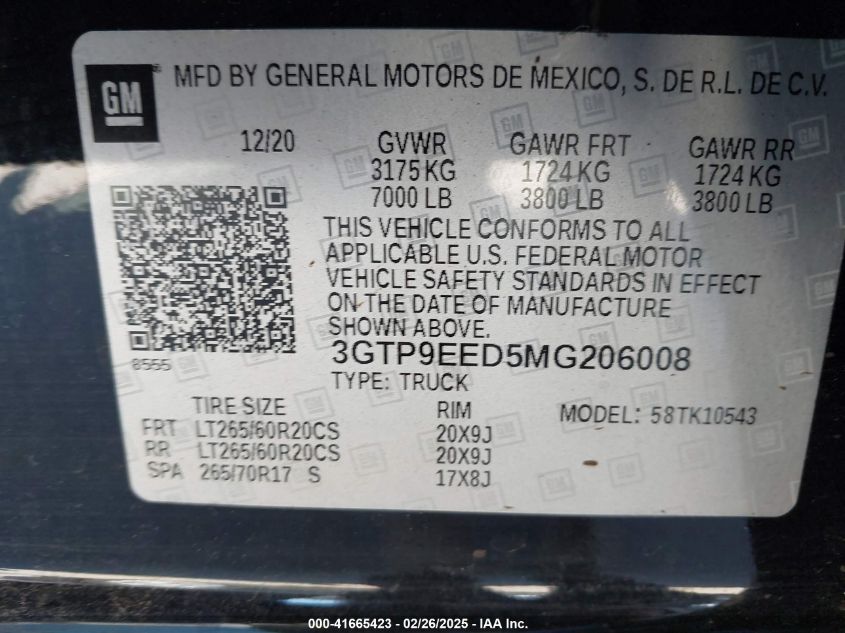 GM ® MFD BY GENERAL MOTORS DE MEXICO, S. DE R.L. DE C.V.
12/20 GVWR GAWR FRT GAWR RR
3175 KG 1724 KG 1724 KG
7000 LB 3800 LB 3800 LB
THIS VEHICLE CONFORMS TO ALL
APPLICABLE U.S. FEDERAL MOTOR
VEHICLE SAFETY STANDARDS IN EFFECT
ON THE DATE OF MANUFACTURE
SHOWN ABOVE.
8555
3GTP9EED5MG206008
TYPE: TRUCK
TIRE SIZE RIM MODEL: 58TK10543
FRT LT265/60R20CS 20X9J
RR LT265/60R20CS 20X9J
SPA 265/70R17 S 17X8J
000-41665423 / 02/26/2025 - IAA Inc.